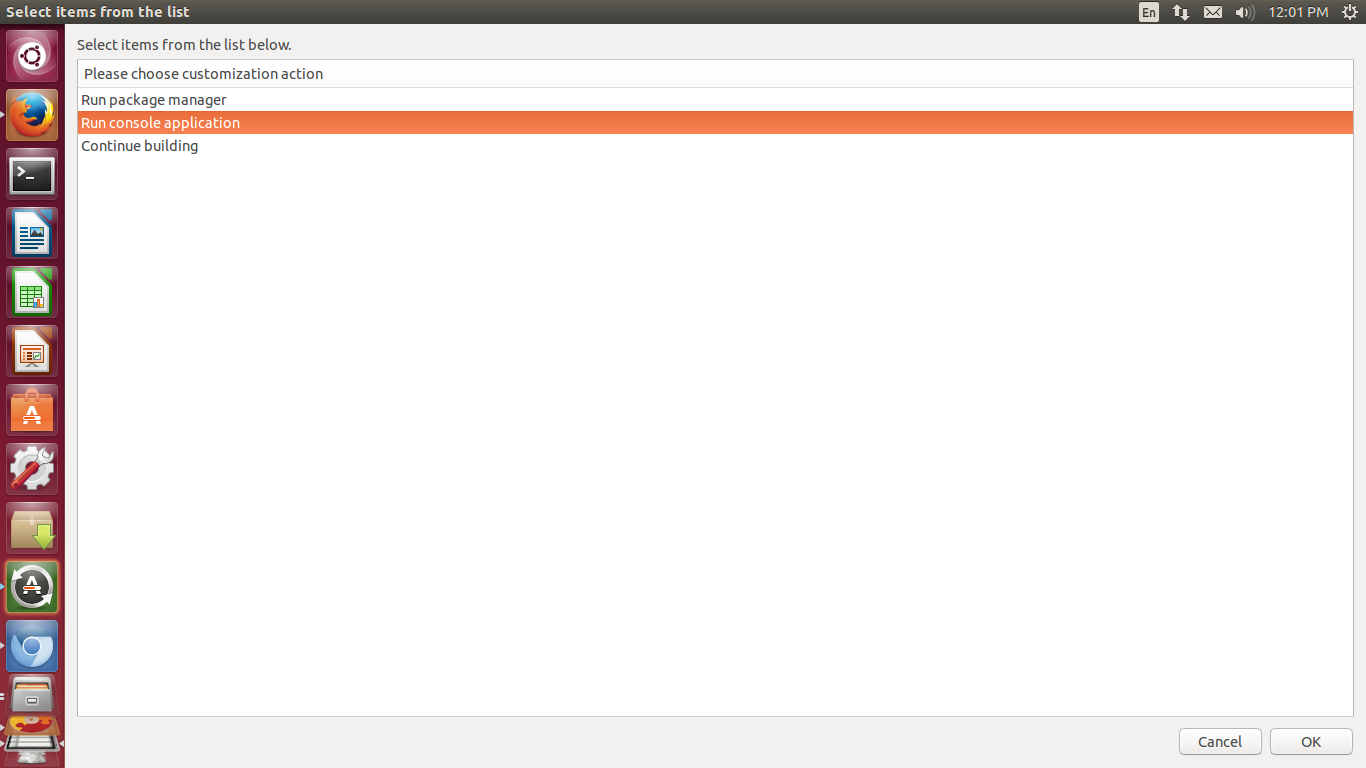 Select items from the list
En
12:01 PM
Select items from the list below.
Please choose customization action
Run package manager
Run console application
Continue building
Cancel
OK